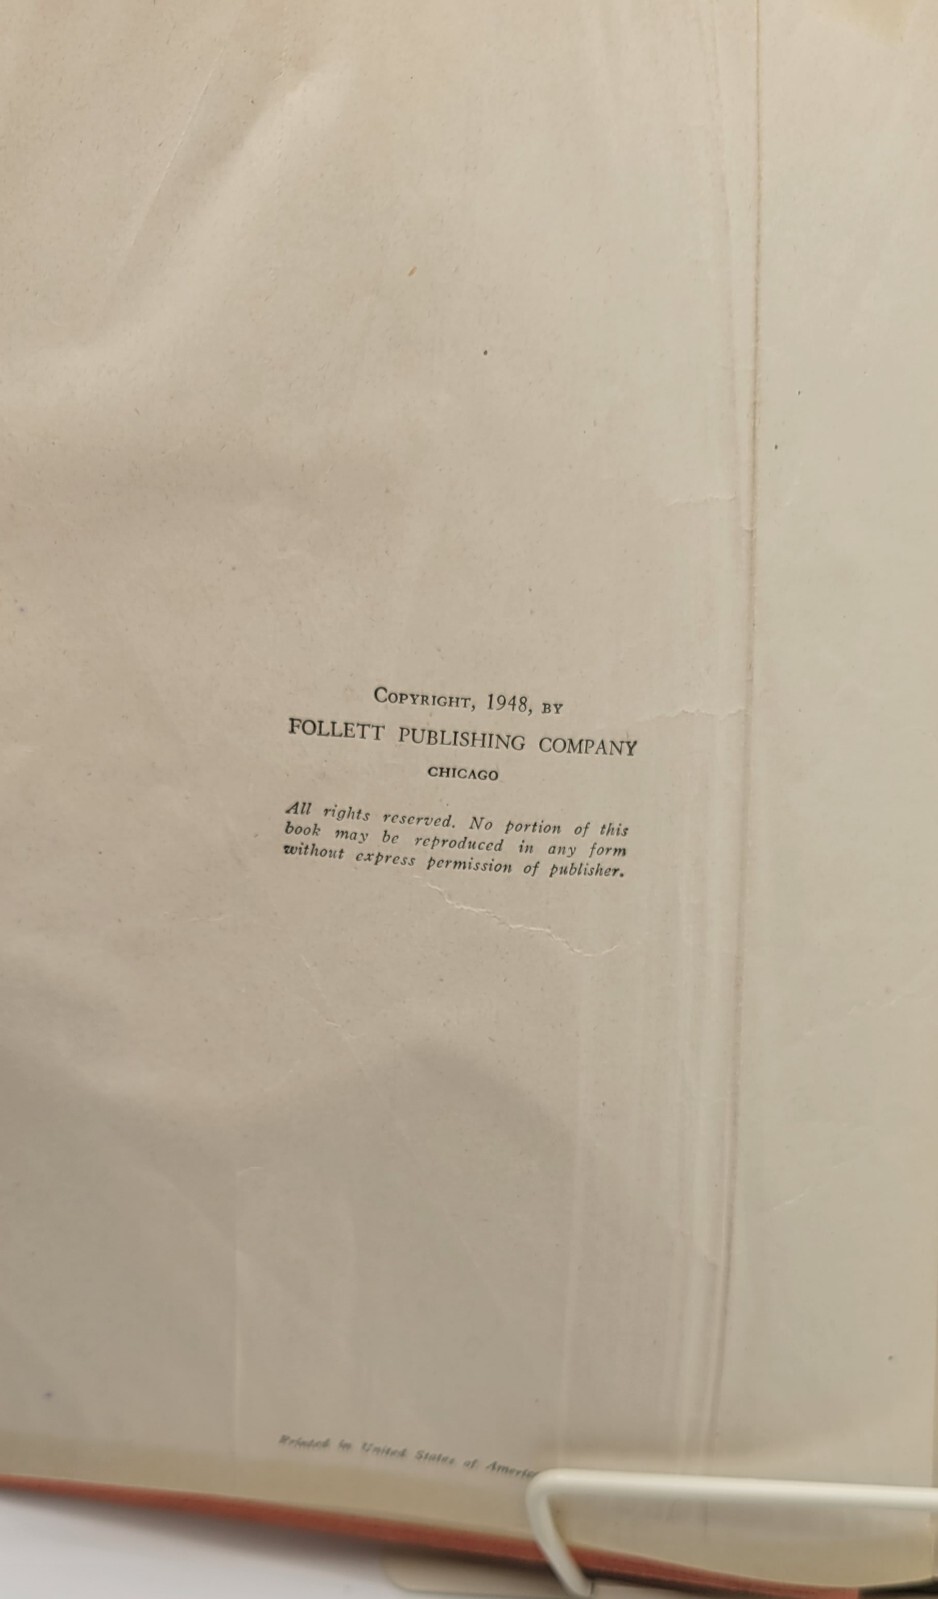 COPYRIGHT, 1948, BY
FOLLETT PUBLISHING COMPANY
CHICAGO
All rights reserved. No portion of this
book may be reproduced in any form
without express permission of publisher.
Printed in United States of America